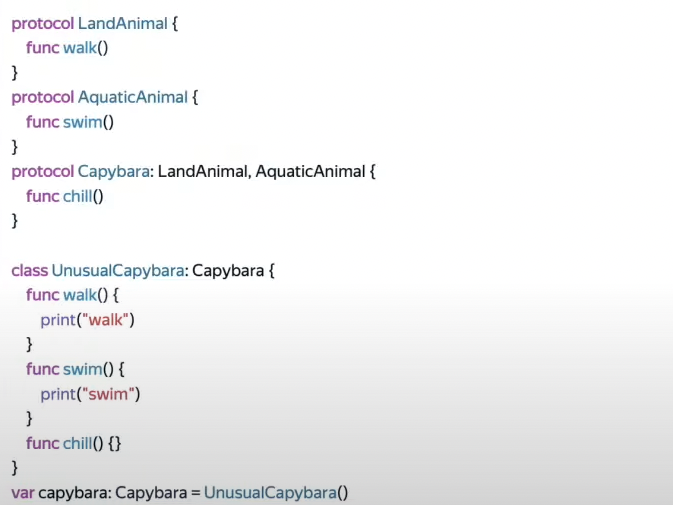 protocol LandAnimal {
func walk()
}
protocol AquaticAnimal {
func swim()
}
protocol Capybara: LandAnimal, AquaticAnimal {
func chill()
}
class UnusualCapybara: Capybara {
func walk() {
print("walk")
}
func swim() {
print("swim")
}
func chill() {}
}
var capybara: Capybara = UnusualCapybara()